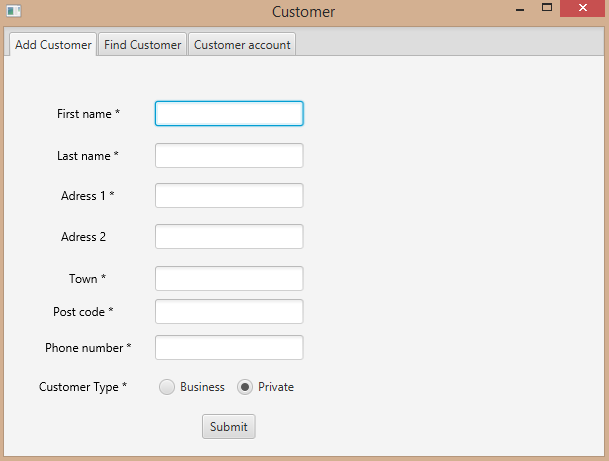 Customer
Add Customer Find Customer Customer account
First name *
Last name *
Adress 1 *
Adress 2
Town *
Post code *
Phone number *
Customer Type * Business Private
Submit